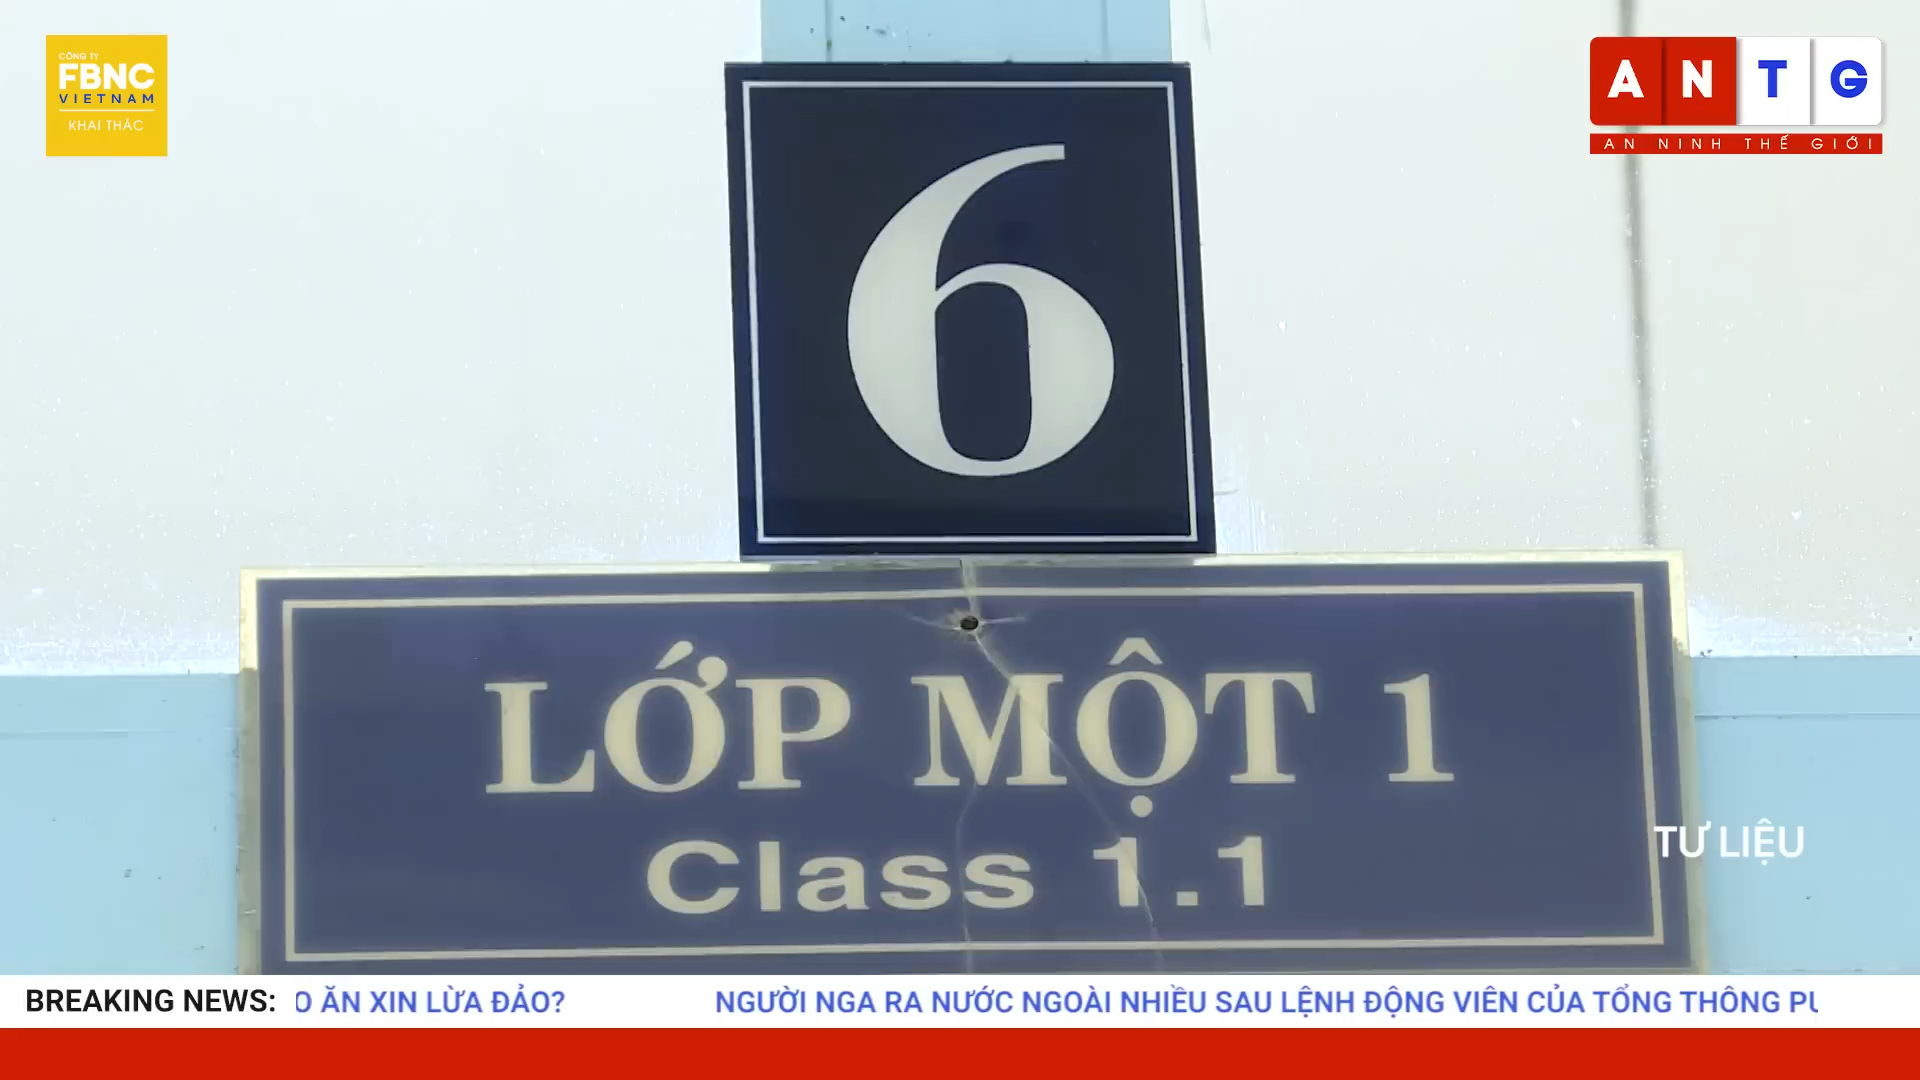 CÔNG TY
FBNC
VIETNAM
KHAI THÁC
ANTG
AN NINH THẾ GIỚI
6
LỚP MỘT 1
Class 1.1
TƯ LIỆU
BREAKING NEWS: O ĂN XIN LỪA ĐẢO? NGƯỜI NGA RA NƯỚC NGOÀI NHIỀU SAU LỆNH ĐỘNG VIÊN CỦA TỔNG THỐNG